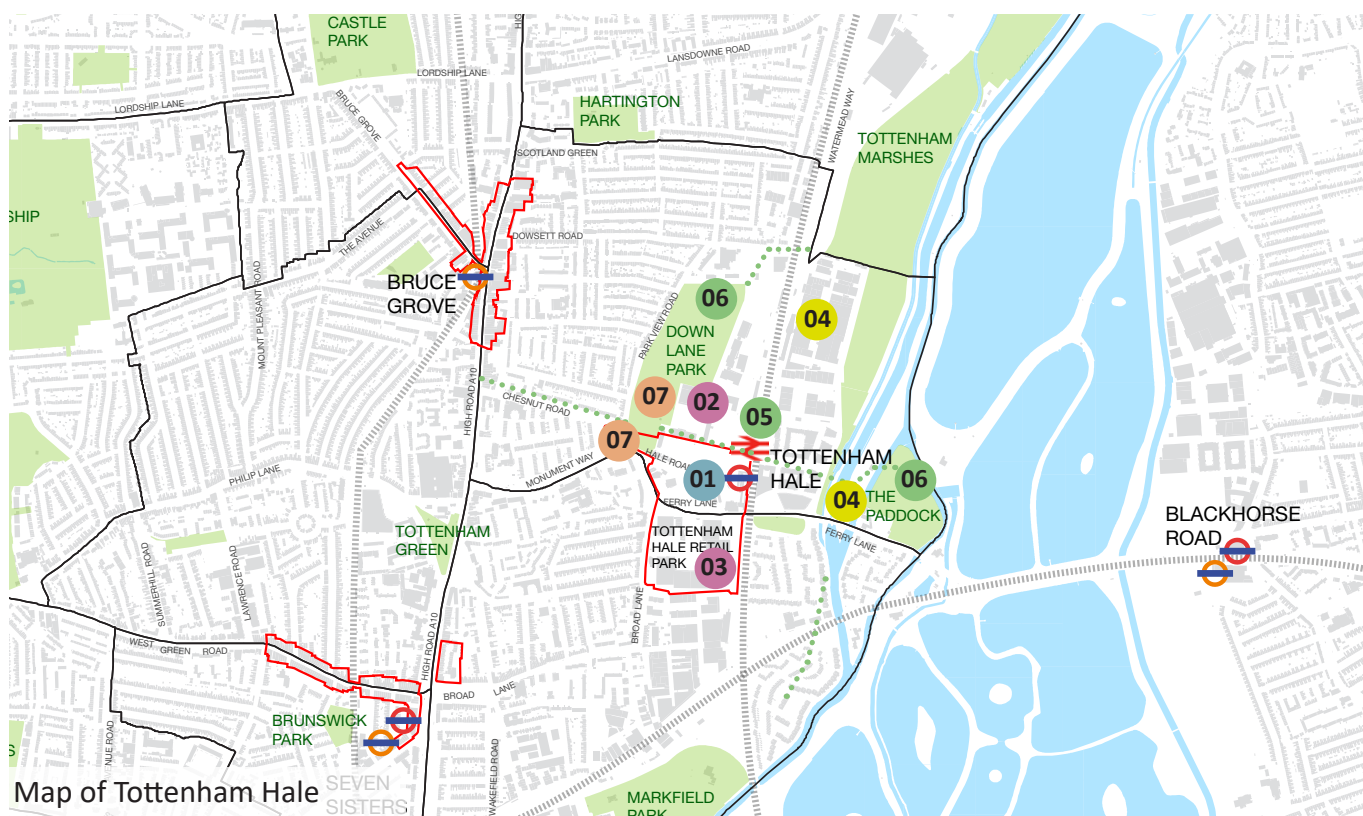 CASTLE
PARK
HIGH
LANSDOWNE ROAD
LORDSHIP LANE
LORDSHIP LANE
BRUCE GROVE
HARTINGTON
PARK
WATERMEAD WAY
SCOTLAND GREEN
TOTTENHAM
MARSHES
SHIP
THE AVENUE
DOWSETT ROAD
MOUNT PLEASANT ROAD
BRUCE
GROVE
PARK VIEW ROAD
06
DOWN
LANE
PARK
04
HIGH ROAD A10
CHESNUT ROAD
07
02
05
07
MONUMENT WAY
HALE ROAD
01
TOTTENHAM
HALE
FERRY LANE
04
THE
PADDOCK
06
PHILIP LANE
TOTTENHAM
GREEN
TOTTENHAM
HALE RETAIL
PARK
03
FERRY LANE
BLACKHORSE
ROAD
SUMMERHILL ROAD
LAWRENCE ROAD
BROAD LANE
HIGH ROAD A10
WEST GREEN ROAD
BROAD LANE
BRUNSWICK
PARK
S
NUE ROAD
WAKEFIELD ROAD
Map of Tottenham Hale
SEVEN
SISTERS
MARKFIELD
PARK